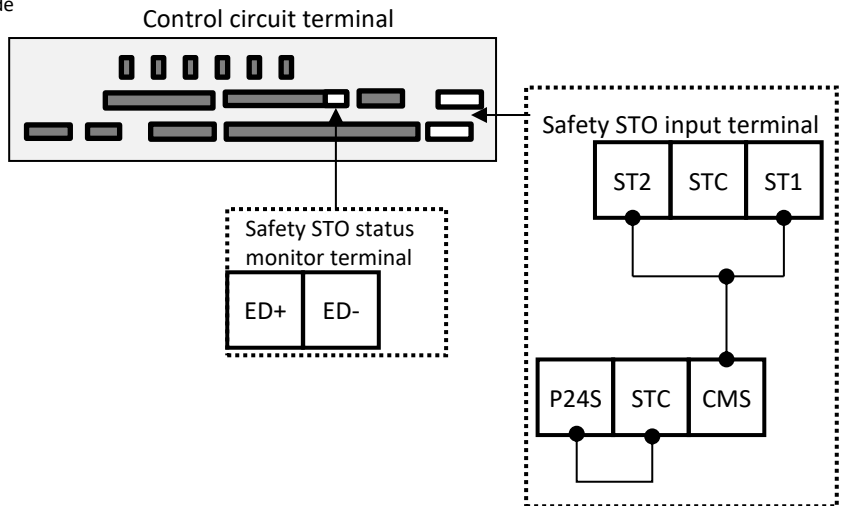 de
Control circuit terminal
Safety STO input terminal
ST2 STC ST1
Safety STO status
monitor terminal
ED+ ED-
P24S STC CMS